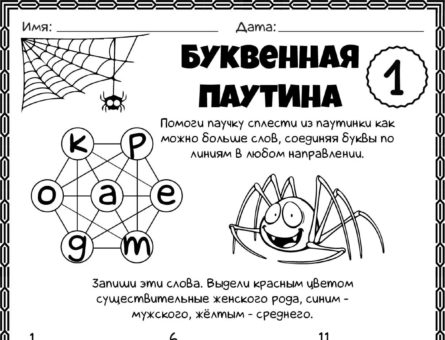 Имя: Дата:
БУКВЕННАЯ
ПАУТИНА
1
Помоги паучку сплести из паутинки как
можно больше слов, соединяя буквы по
линиям в любом направлении.
к р
о а е
д т
Запиши эти слова. Выдели красным цветом
существительные женского рода, синим -
мужского, жёлтым - среднего.
1 6 11